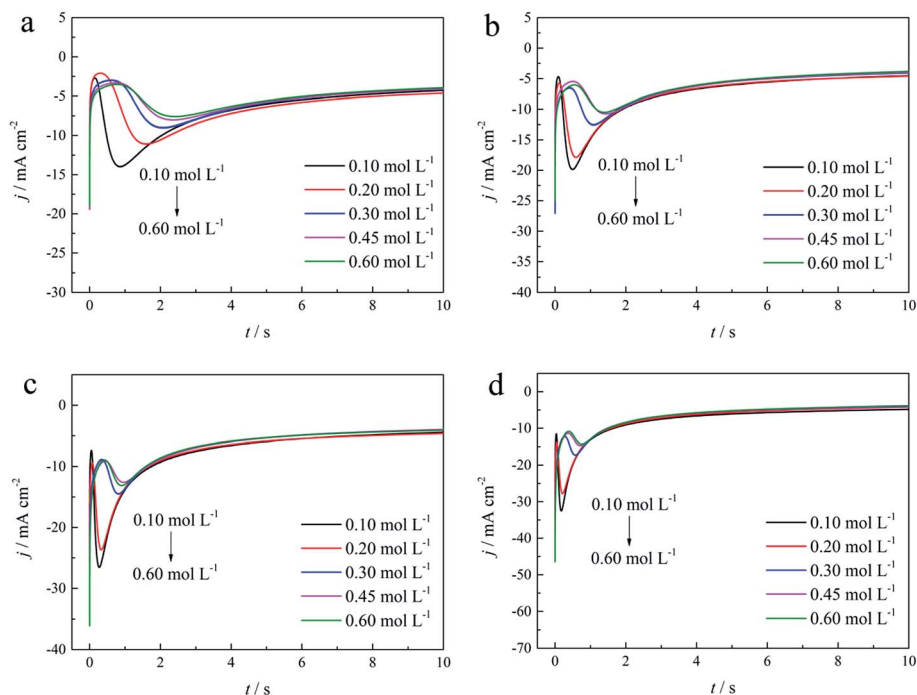 a
5
0
-5
-10
-15
-20
-25
-30
j / mA cm-2
0 2 4 6 8 10
t / s
0.10 mol L-1
0.60 mol L-1
0.10 mol L-1
0.20 mol L-1
0.30 mol L-1
0.45 mol L-1
0.60 mol L-1
b
5
0
-5
-10
-15
-20
-25
-30
-35
-40
j / mA cm-2
0 2 4 6 8 10
t / s
0.10 mol L-1
0.60 mol L-1
0.10 mol L-1
0.20 mol L-1
0.30 mol L-1
0.45 mol L-1
0.60 mol L-1
c
0
-10
-20
-30
-40
j / mA cm-2
0 2 4 6 8 10
t / s
0.10 mol L-1
0.60 mol L-1
0.10 mol L-1
0.20 mol L-1
0.30 mol L-1
0.45 mol L-1
0.60 mol L-1
d
0
-10
-20
-30
-40
-50
-60
-70
j / mA cm-2
0 2 4 6 8 10
t / s
0.10 mol L-1
0.60 mol L-1
0.10 mol L-1
0.20 mol L-1
0.30 mol L-1
0.45 mol L-1
0.60 mol L-1